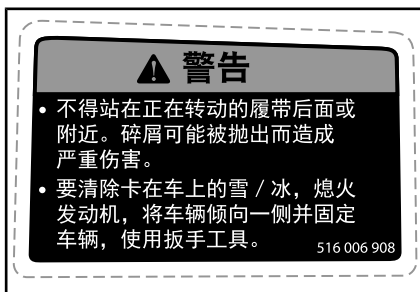 警告
• 不得站在正在转动的履带后面或
附近。碎屑可能被抛出而造成
严重伤害。
• 要清除卡在车上的雪 / 冰，熄火
发动机，将车辆倾向一侧并固定
车辆，使用扳手工具。
516 006 908